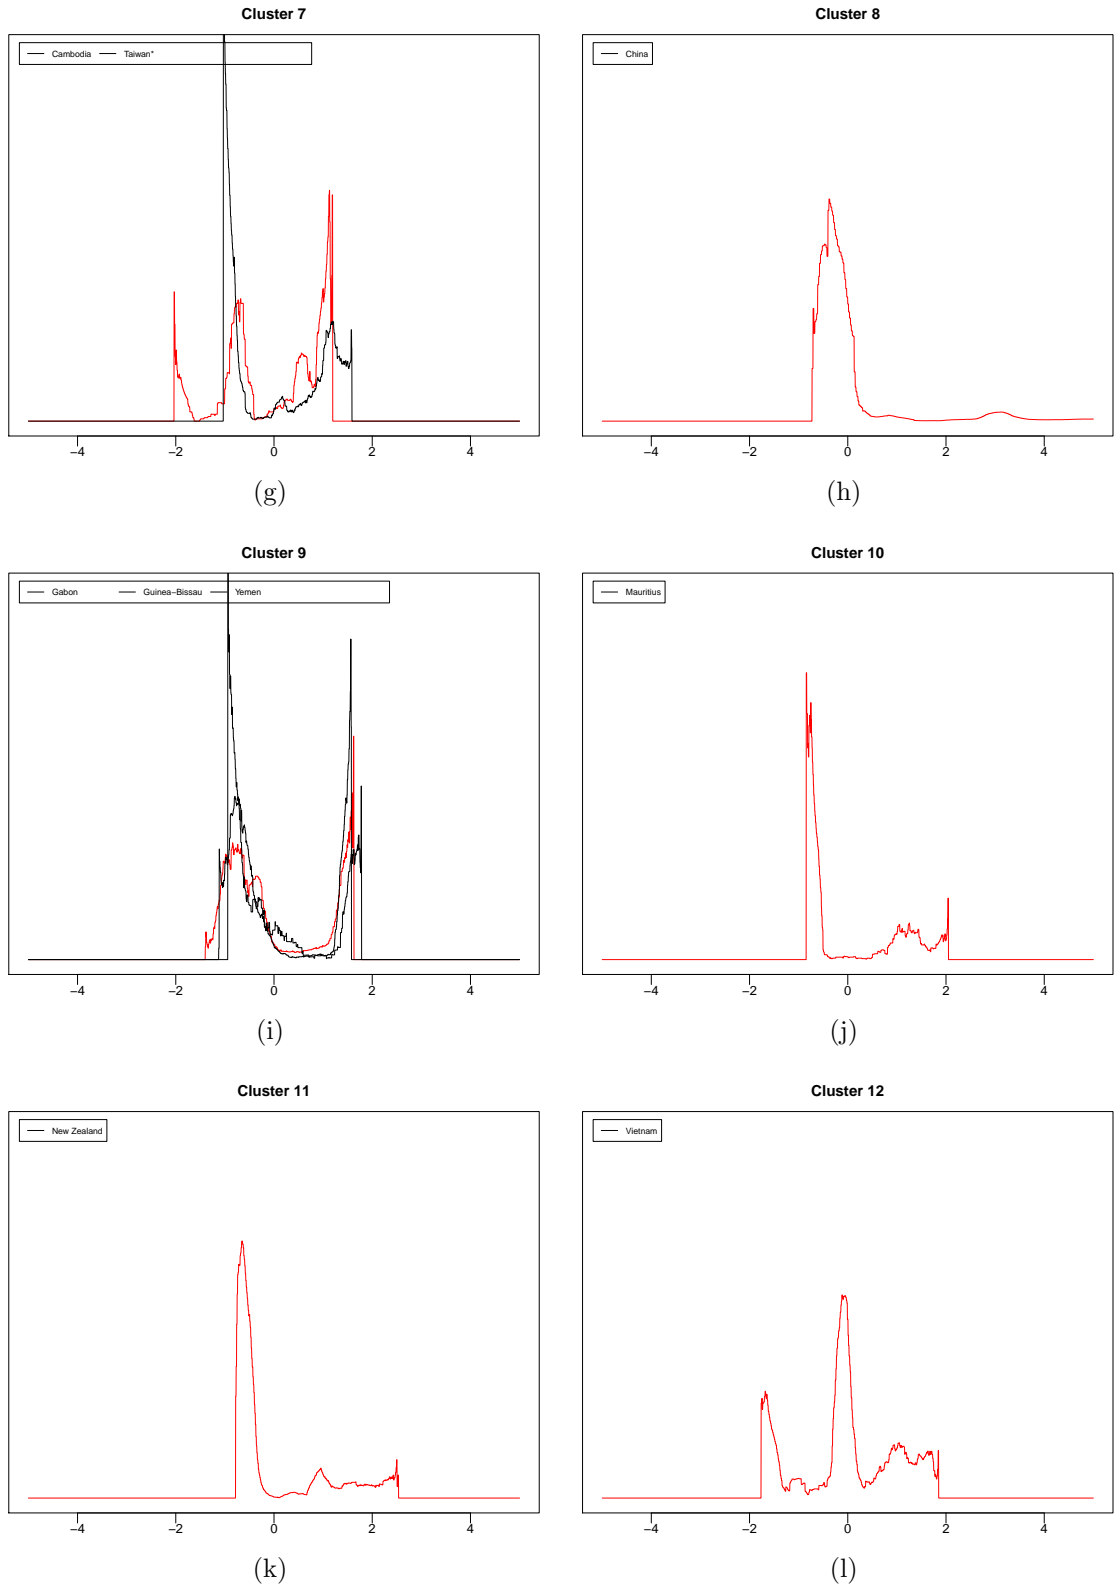 Cluster 7
Cambodia Taiwan*
−4 −2 0 2 4
(g)
Cluster 8
China
−4 −2 0 2 4
(h)
Cluster 9
Gabon Guinea−Bissau Yemen
−4 −2 0 2 4
(i)
Cluster 10
Mauritius
−4 −2 0 2 4
(j)
Cluster 11
New Zealand
−4 −2 0 2 4
(k)
Cluster 12
Vietnam
−4 −2 0 2 4
(l)